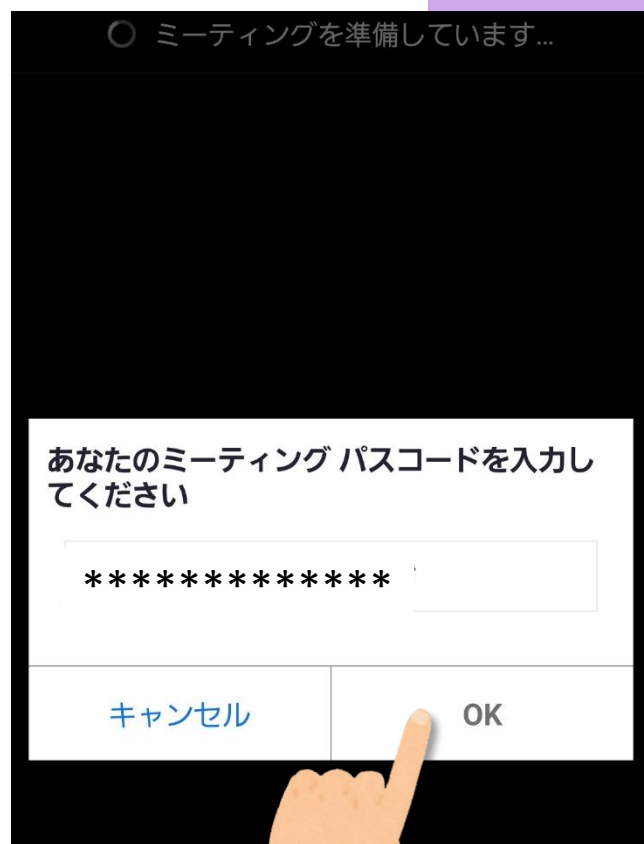 ミーティングを準備しています...
あなたのミーティング パスコードを入力し
てください
*************
キャンセル
OK